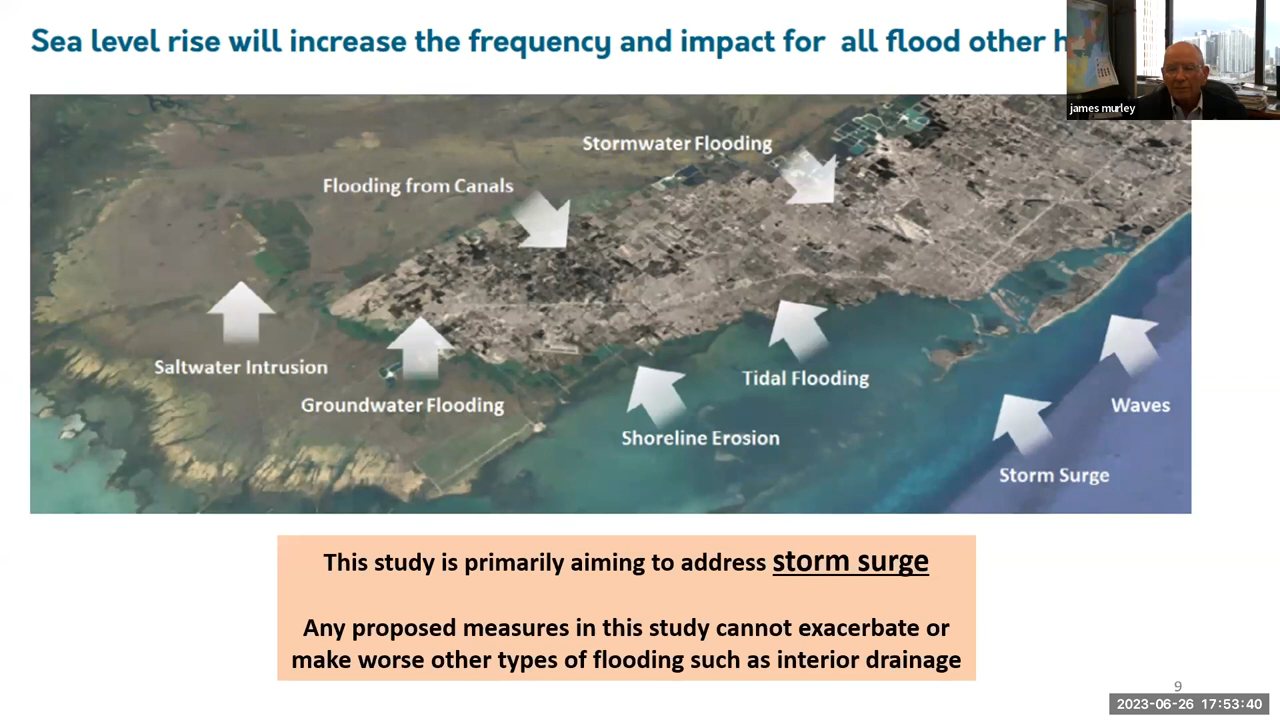 Sea level rise will increase the frequency and impact for all flood other h
james murley
Stormwater Flooding
Flooding from Canals
Saltwater Intrusion
Groundwater Flooding
Tidal Flooding
Shoreline Erosion
Waves
Storm Surge
This study is primarily aiming to address storm surge
Any proposed measures in this study cannot exacerbate or
make worse other types of flooding such as interior drainage
9
2023-06-26 17:53:40